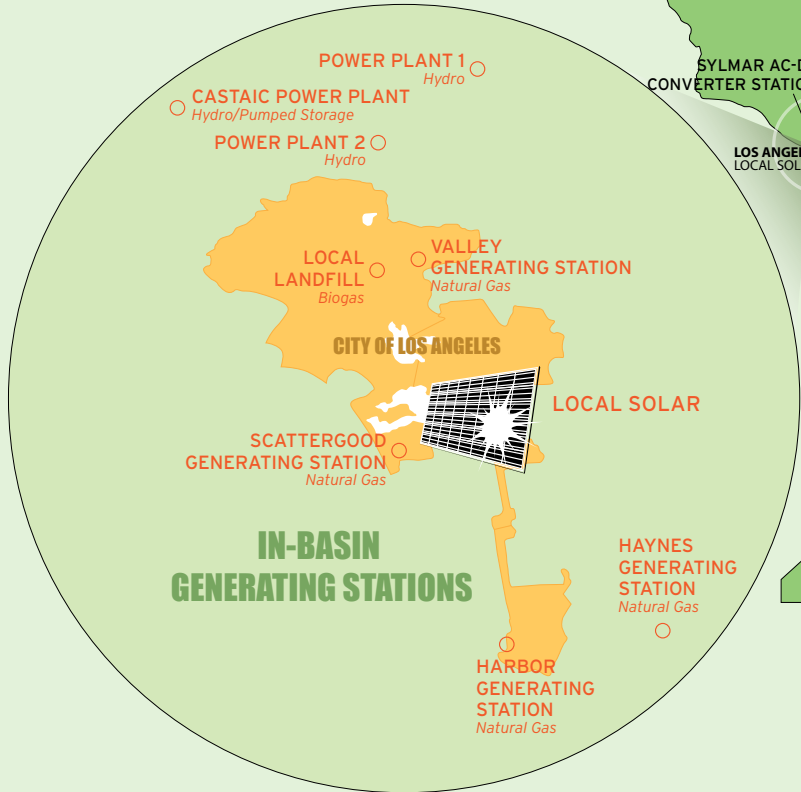 POWER PLANT 1
Hydro
CASTAIC POWER PLANT
Hydro/Pumped Storage
POWER PLANT 2
Hydro
SYLMAR AC-D
CONVERTER STATIO
LOS ANGEL
LOCAL SOL
LOCAL
LANDFILL
Biogas
VALLEY
GENERATING STATION
Natural Gas
CITY OF LOS ANGELES
LOCAL SOLAR
SCATTERGOOD
GENERATING STATION
Natural Gas
IN-BASIN
GENERATING STATIONS
HAYNES
GENERATING
STATION
Natural Gas
HARBOR
GENERATING
STATION
Natural Gas